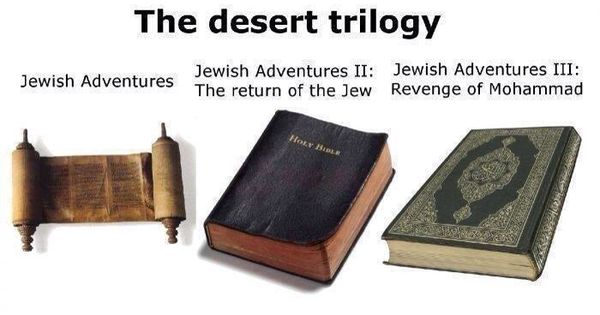 The desert trilogy
Jewish Adventures
Jewish Adventures II:
The return of the Jew
Jewish Adventures III:
Revenge of Mohammad
HOLY BIBLE